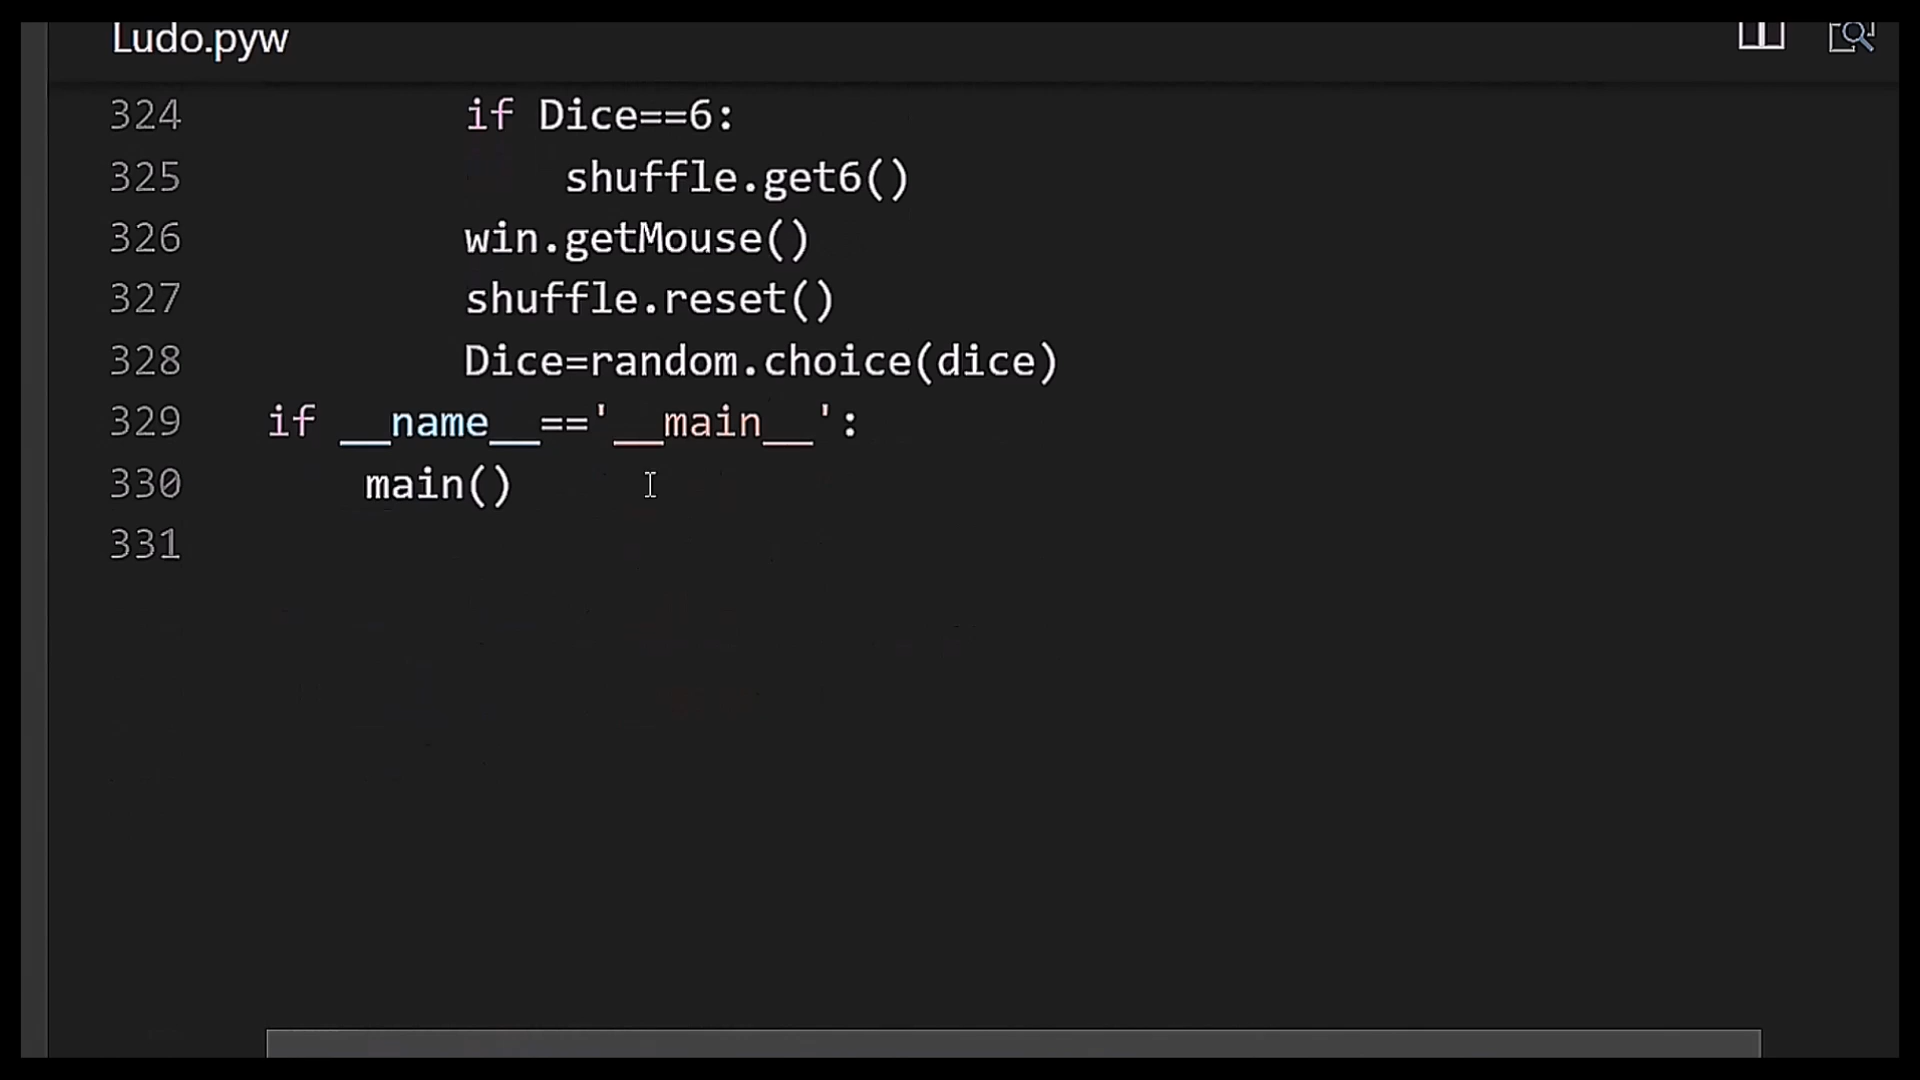 Ludo.pyw
324 if Dice==6:
325 shuffle.get6()
326 win.getMouse()
327 shuffle.reset()
328 Dice=random.choice(dice)
329 if __name__=='__main__':
330 main()
331